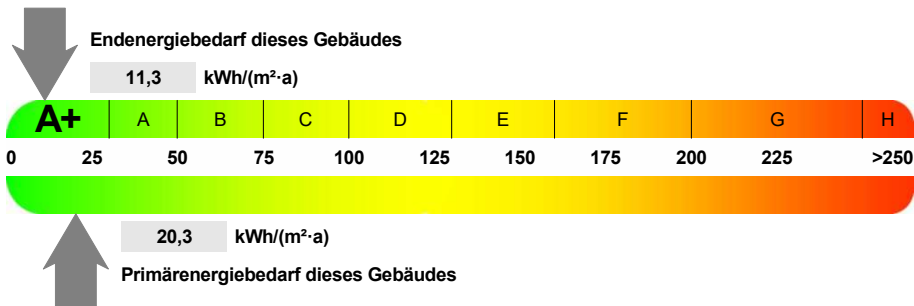 Endenergiebedarf dieses Gebäudes
11,3 kWh/(m²·a)
A+ A B C D E F G H
0 25 50 75 100 125 150 175 200 225 >250
20,3 kWh/(m²·a)
Primärenergiebedarf dieses Gebäudes